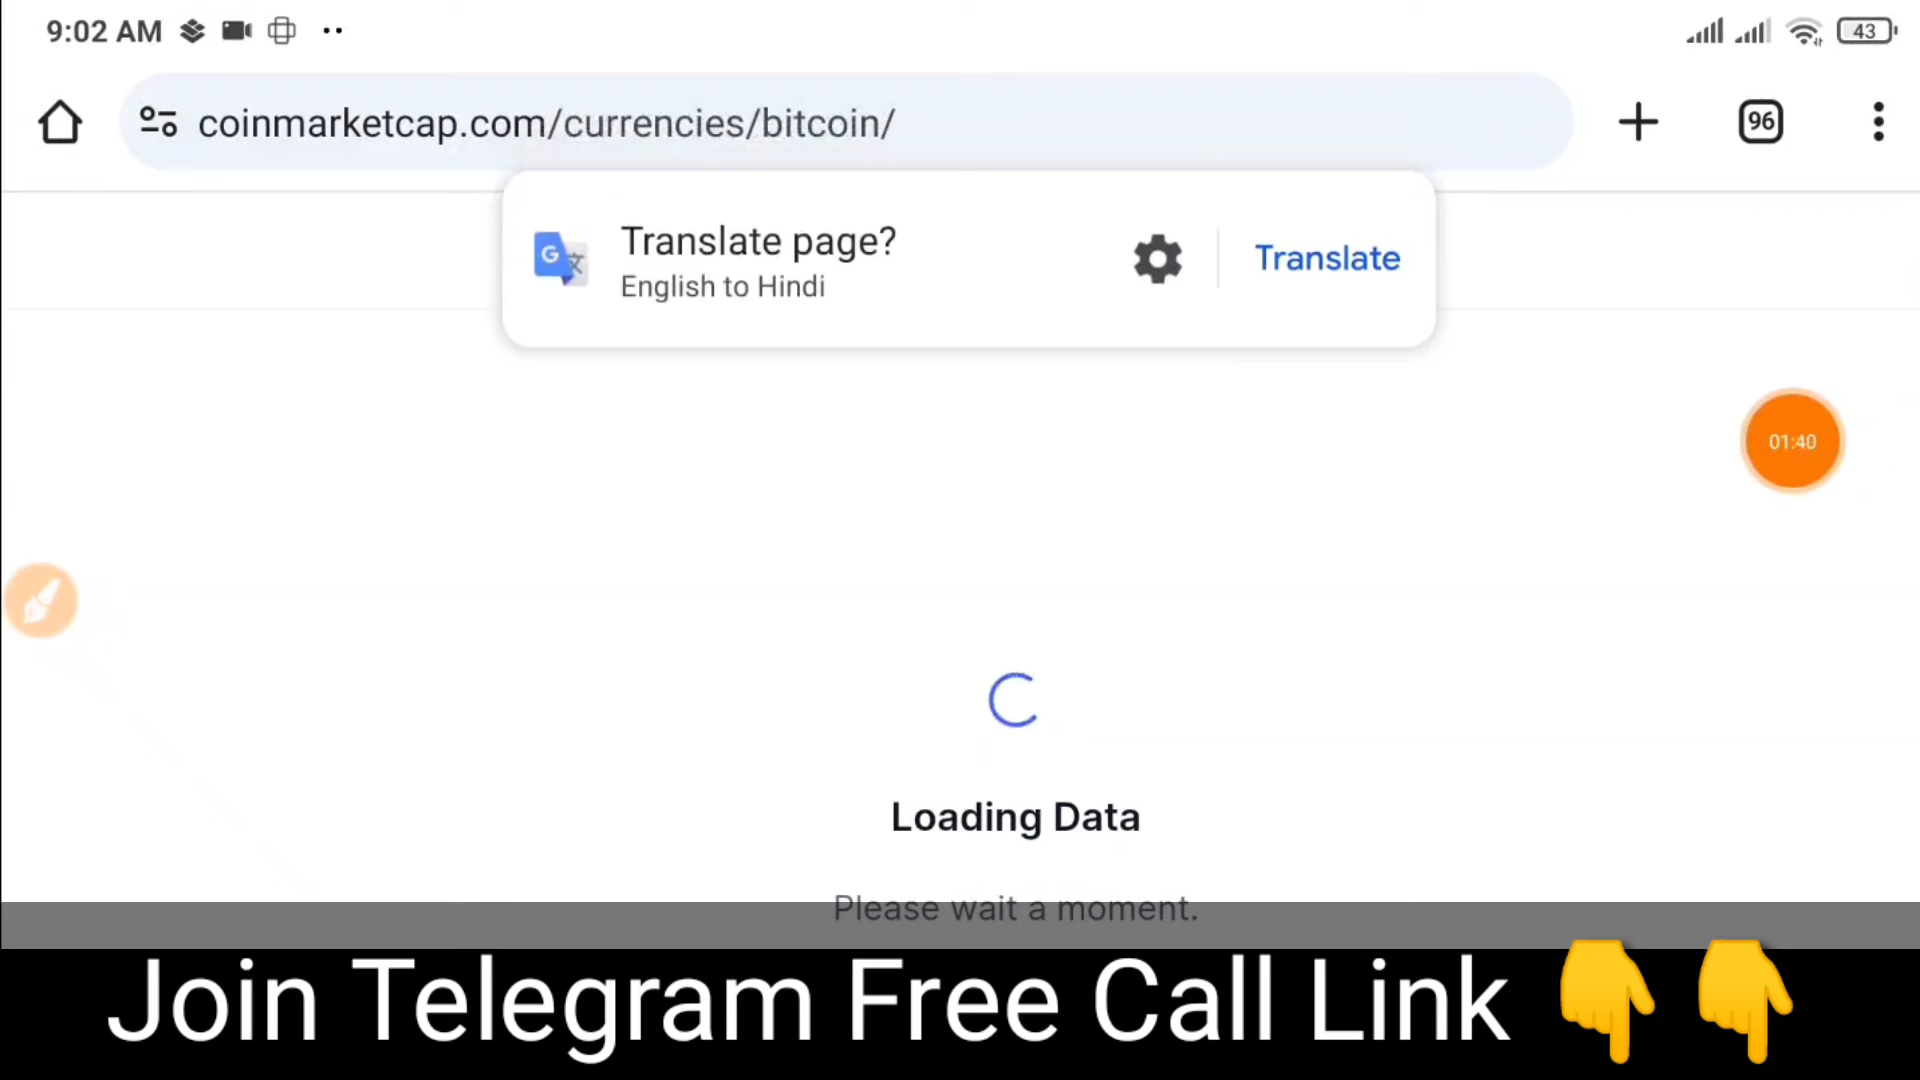 9:02 AM
43
coinmarketcap.com/currencies/bitcoin/
96
Translate page?
English to Hindi
Translate
01:40
Loading Data
Please wait a moment.
Join Telegram Free Call Link 👇👇